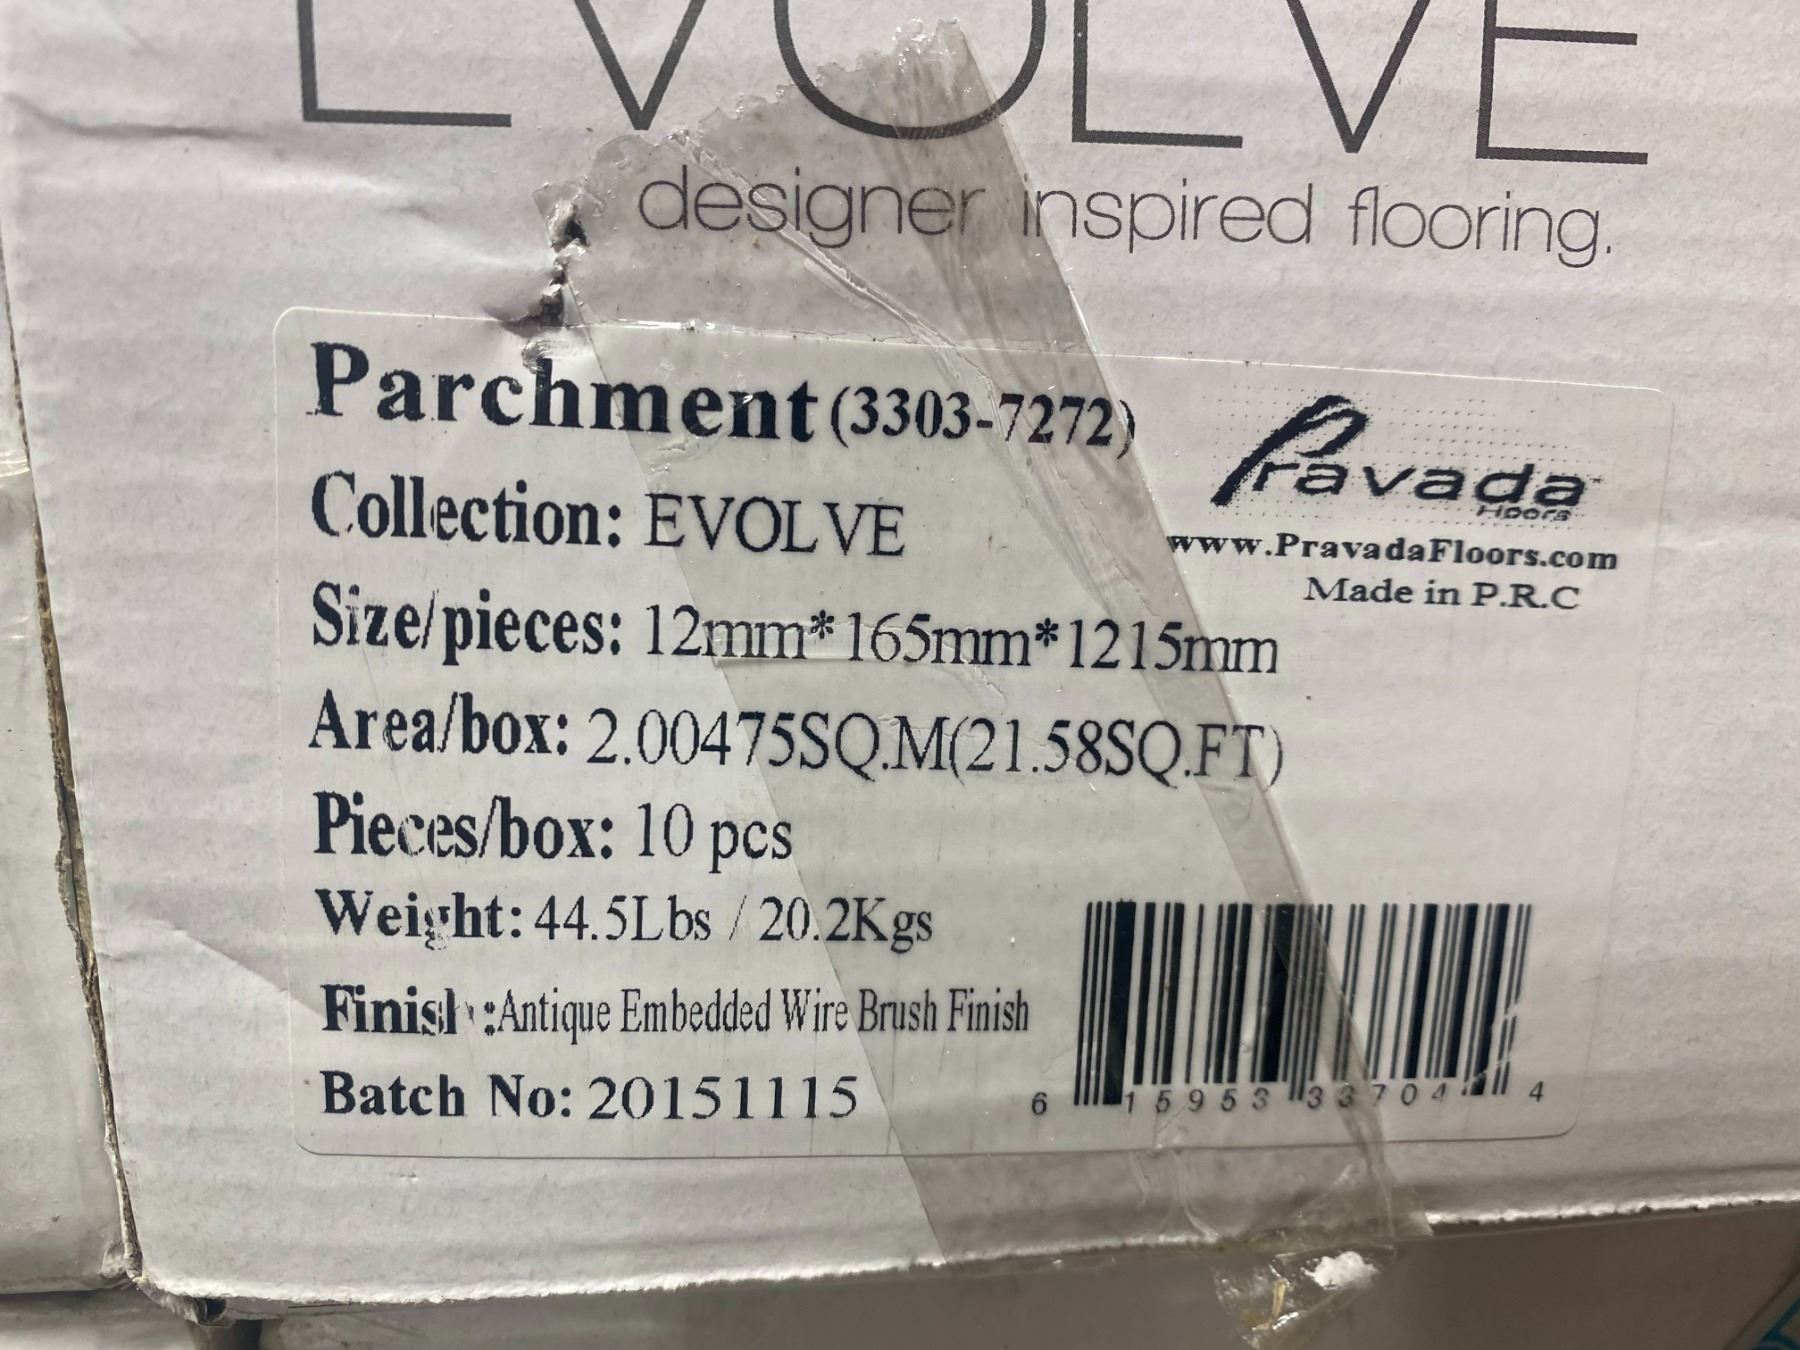 EVOLVE
designer inspired flooring.
Parchment(3303-7272)
Pravada
Floors
www.PravadaFloors.com
Made in P.R.C
Collection: EVOLVE
Size/pieces: 12mm*165mm*1215mm
Area/box: 2.00475SQ.M(21.58SQ.FT)
Pieces/box: 10 pcs
Weight: 44.5Lbs / 20.2Kgs
Finish:Antique Embedded Wire Brush Finish
Batch No: 20151115
6 15953 33704 4